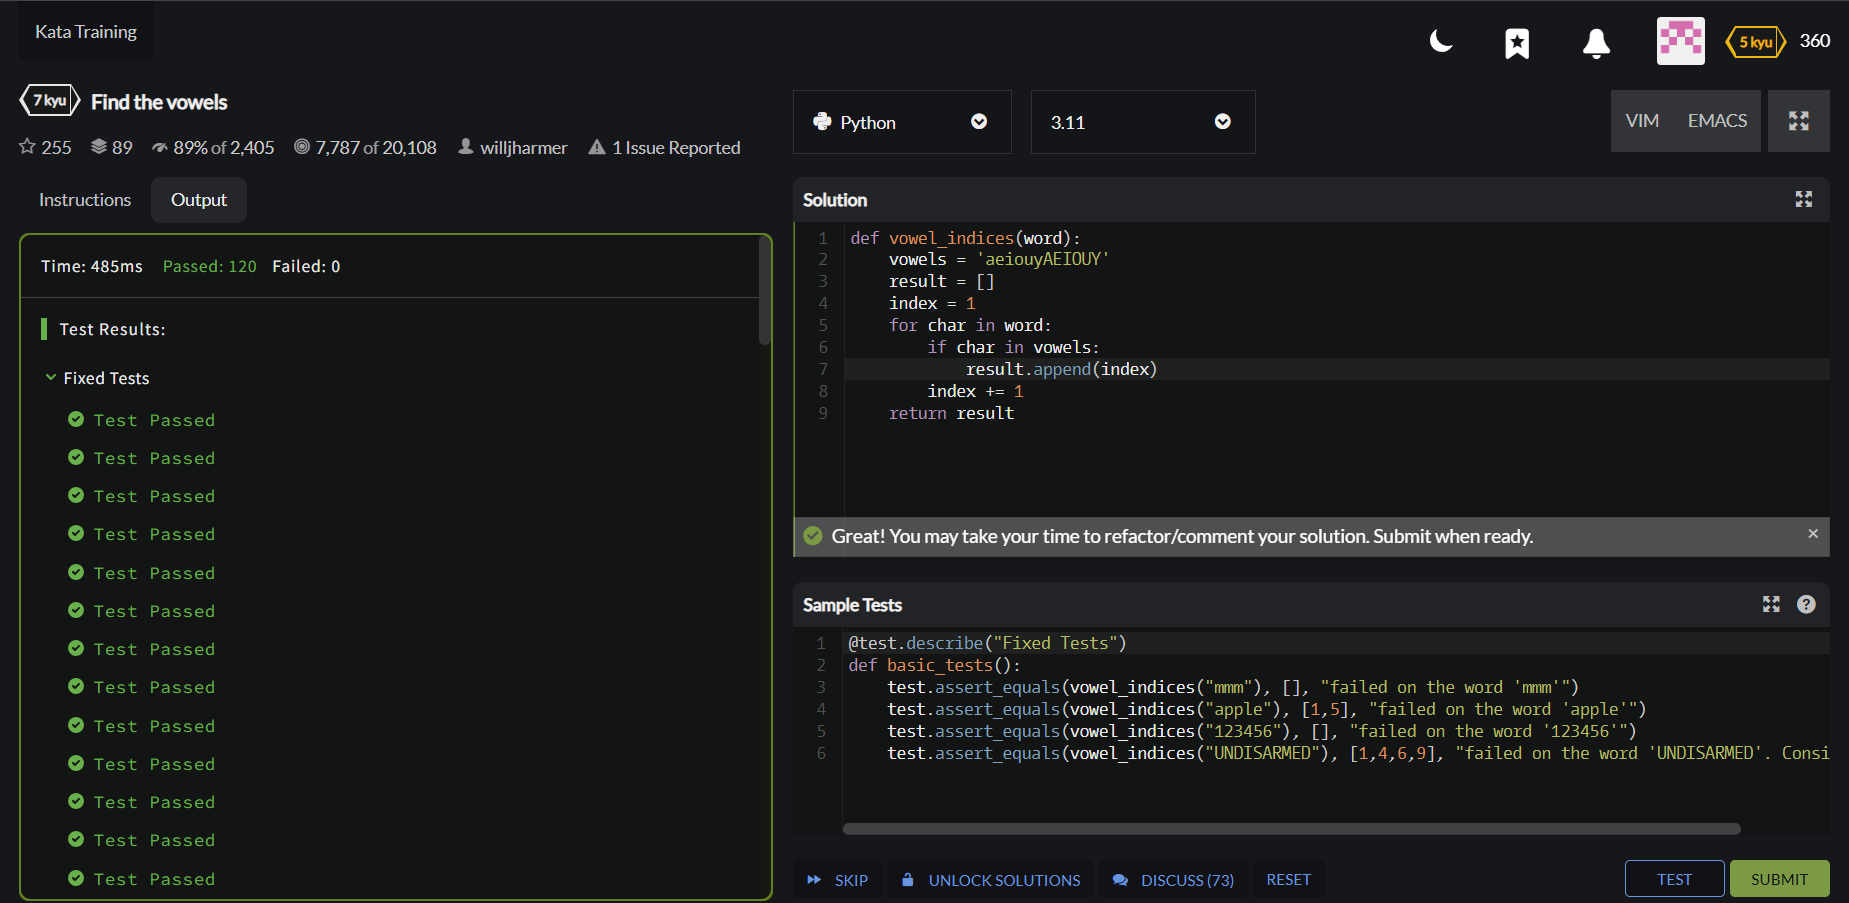 Kata Training
5 kyu 360
7 kyu Find the vowels
255 89 89% of 2,405 7,787 of 20,108 willjharmer 1 Issue Reported
Python
3.11
VIM EMACS
Instructions Output
Time: 485ms Passed: 120 Failed: 0
Test Results:
Fixed Tests
Test Passed
Test Passed
Test Passed
Test Passed
Test Passed
Test Passed
Test Passed
Test Passed
Test Passed
Test Passed
Test Passed
Test Passed
Test Passed
Solution
1 def vowel_indices(word):
2     vowels = 'aeiouyAEIOUY'
3     result = []
4     index = 1
5     for char in word:
6         if char in vowels:
7             result.append(index)
8         index += 1
9     return result
Great! You may take your time to refactor/comment your solution. Submit when ready.
Sample Tests
1 @test.describe("Fixed Tests")
2 def basic_tests():
3     test.assert_equals(vowel_indices("mmm"), [], "failed on the word 'mmm'")
4     test.assert_equals(vowel_indices("apple"), [1,5], "failed on the word 'apple'")
5     test.assert_equals(vowel_indices("123456"), [], "failed on the word '123456'")
6     test.assert_equals(vowel_indices("UNDISARMED"), [1,4,6,9], "failed on the word 'UNDISARMED'. Consi
SKIP UNLOCK SOLUTIONS DISCUSS (73) RESET
TEST SUBMIT